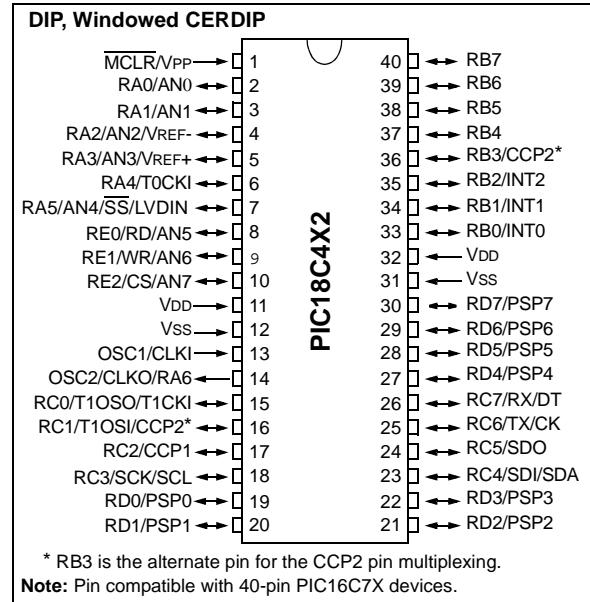 DIP, Windowed CERDIP
MCLR/VPP 1 40 RB7
RA0/AN0 2 39 RB6
RA1/AN1 3 38 RB5
RA2/AN2/VREF- 4 37 RB4
RA3/AN3/VREF+ 5 36 RB3/CCP2*
RA4/T0CKI 6 35 RB2/INT2
RA5/AN4/SS/LVDIN 7 34 RB1/INT1
RE0/RD/AN5 8 33 RB0/INT0
RE1/WR/AN6 9 32 VDD
RE2/CS/AN7 10 31 VSS
VDD 11 30 RD7/PSP7
VSS 12 29 RD6/PSP6
OSC1/CLKI 13 28 RD5/PSP5
OSC2/CLKO/RA6 14 27 RD4/PSP4
RC0/T1OSO/T1CKI 15 26 RC7/RX/DT
RC1/T1OSI/CCP2* 16 25 RC6/TX/CK
RC2/CCP1 17 24 RC5/SDO
RC3/SCK/SCL 18 23 RC4/SDI/SDA
RD0/PSP0 19 22 RD3/PSP3
RD1/PSP1 20 21 RD2/PSP2
PIC18C4X2
* RB3 is the alternate pin for the CCP2 pin multiplexing.
Note: Pin compatible with 40-pin PIC16C7X devices.